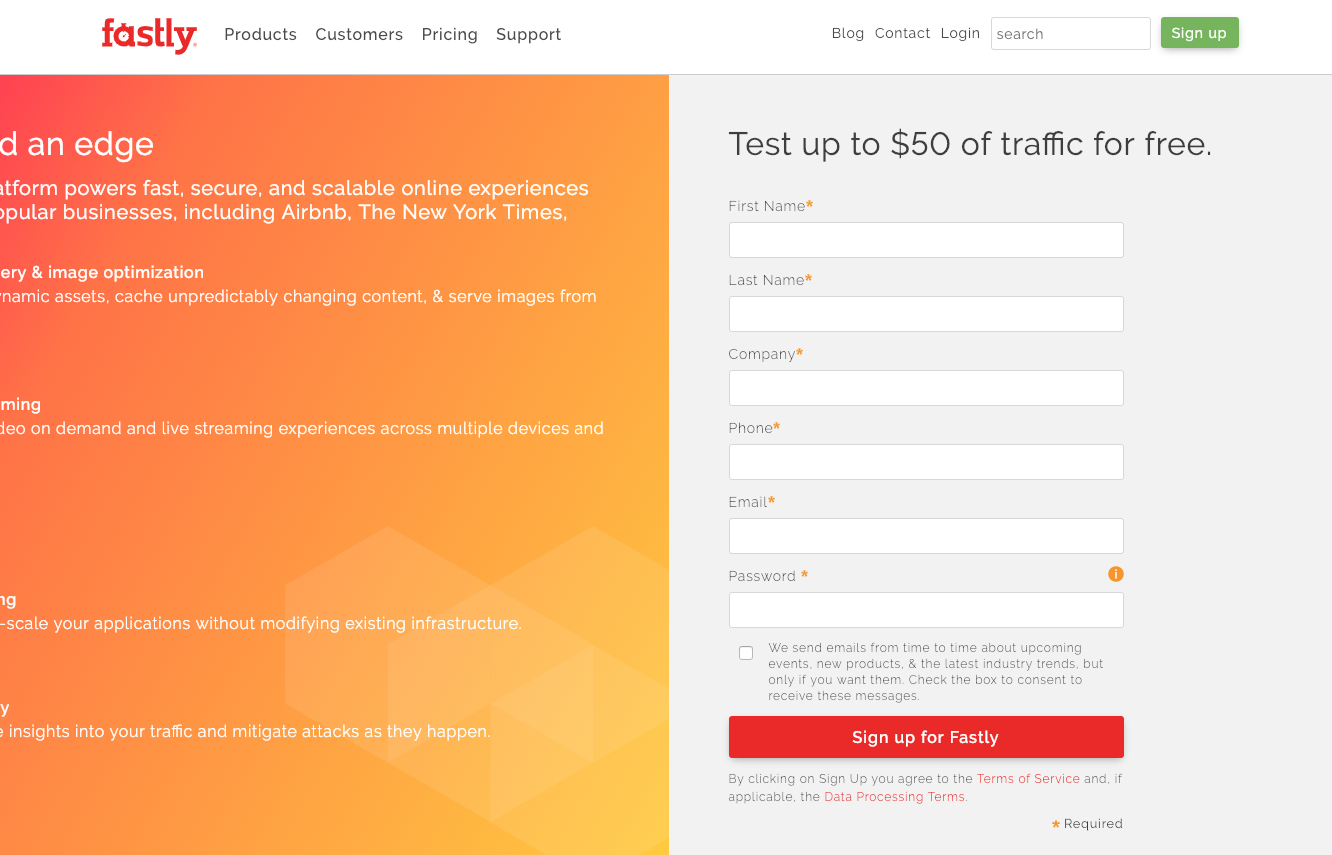 fastly
Products Customers Pricing Support
Blog Contact Login search Sign up
d an edge
atform powers fast, secure, and scalable online experiences
opular businesses, including Airbnb, The New York Times,
ery & image optimization
ynamic assets, cache unpredictably changing content, & serve images from
ming
deo on demand and live streaming experiences across multiple devices and
ng
-scale your applications without modifying existing infrastructure.
y
e insights into your traffic and mitigate attacks as they happen.
Test up to $50 of traffic for free.
First Name*
Last Name*
Company*
Phone*
Email*
Password *
We send emails from time to time about upcoming
events, new products, & the latest industry trends, but
only if you want them. Check the box to consent to
receive these messages.
Sign up for Fastly
By clicking on Sign Up you agree to the Terms of Service and, if
applicable, the Data Processing Terms.
* Required